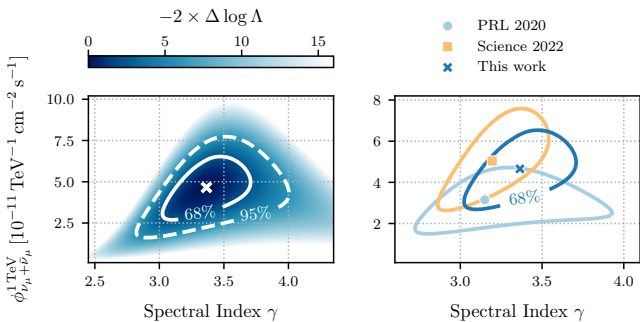 −2 × Δ log Λ
0 5 10 15
PRL 2020
Science 2022
This work
ϕ^{1 TeV}_{ν_μ+ν̄_μ} [10^{−11} TeV^{−1} cm^{−2} s^{−1}]
10.0
7.5
5.0
2.5
68%
95%
2.5 3.0 3.5 4.0
Spectral Index γ
8
6
4
2
68%
3.0 3.5 4.0
Spectral Index γ